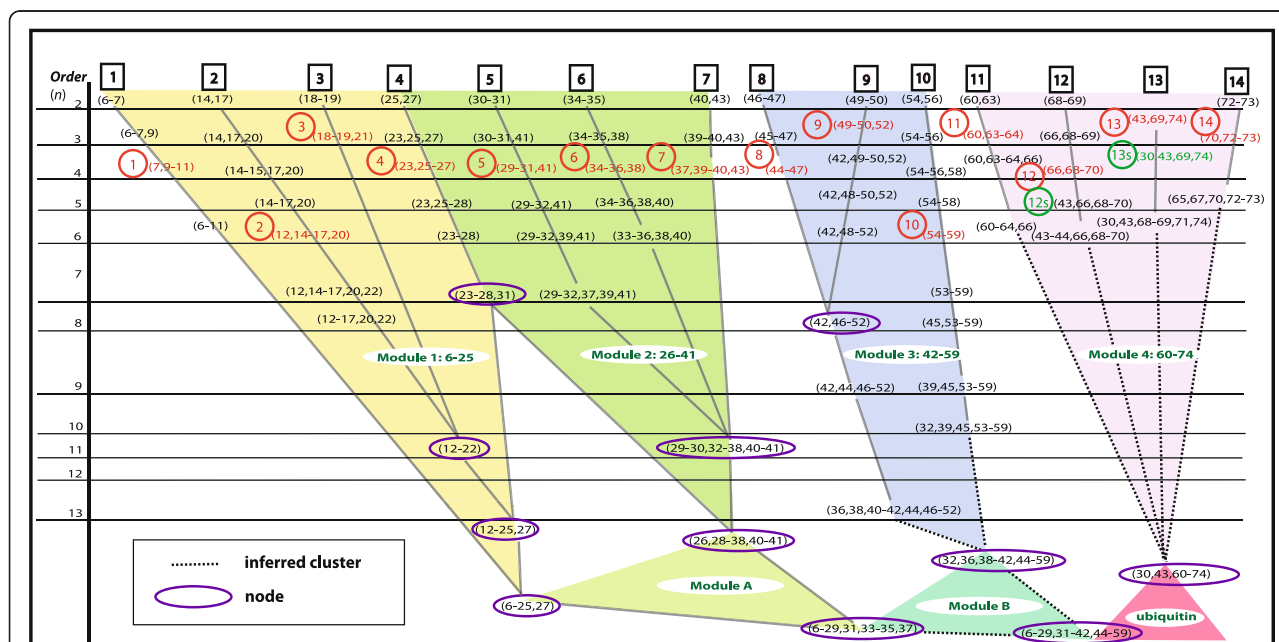 Order
(n)
1 2 3 4 5 6 7 8 9 10 11 12 13 14
2
(6-7) (14,17) (18-19) (25,27) (30-31) (34-35) (40,43) (46-47) (49-50) (54,56) (60,63) (68-69) (72-73)
3 (18-19,21)
9 (49-50,52)
11 (60,63-64)
13 (43,69,74)
14 (70,72-73)
3
(6-7,9) (14,17,20) (23,25,27) (30-31,41) (34-35,38) (39-40,43) (45-47) (54-56) (66,68-69)
1 (7,9-11)
4 (23,25-27)
5 (29-31,41)
6 (34-36,38)
7 (37,39-40,43)
8 (44-47)
(42,49-50,52)
(60,63-64,66)
13s (30,43,69,74)
4
(14-15,17,20) (54-56,58)
12 (66,68-70)
5
(14-17,20) (23,25-28) (29-32,41) (34-36,38,40) (42,48-50,52) (54-58)
12s (43,66,68-70)
(65,67,70,72-73)
6
(6-11)
2 (12,14-17,20)
(23-28) (29-32,39,41) (33-36,38,40) (42,48-52)
10 (54-59)
(60-64,66) (43-44,66,68-70) (30,43,68-69,71,74)
7
(12,14-17,20,22) (23-28,31) (29-32,37,39,41) (53-59)
8
(12-17,20,22) (42,46-52) (45,53-59)
Module 1: 6-25 Module 2: 26-41 Module 3: 42-59 Module 4: 60-74
9
(42,44,46-52) (39,45,53-59)
10
(32,39,45,53-59)
11
(12-22) (29-30,32-38,40-41)
12
13
(36,38,40-42,44,46-52)
(12-25,27) (26,28-38,40-41) (32,36,38-42,44-59) (30,43,60-74)
inferred cluster
node
Module A
Module B
ubiquitin
(6-25,27) (6-29,31,33-35,37) (6-29,31-42,44-59)